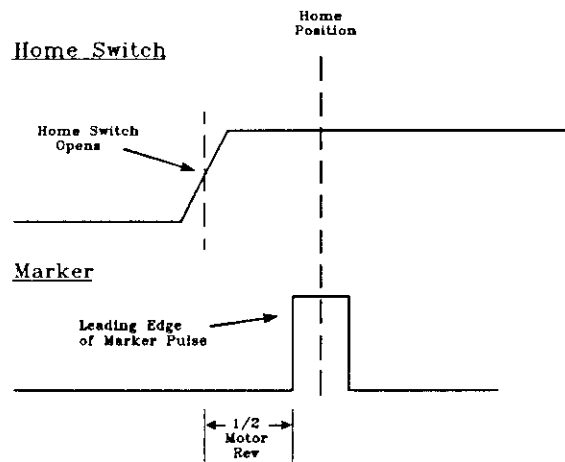 Home
Position
Home Switch
Home Switch
Opens
Marker
Leading Edge
of Marker Pulse
1/2
Motor
Rev